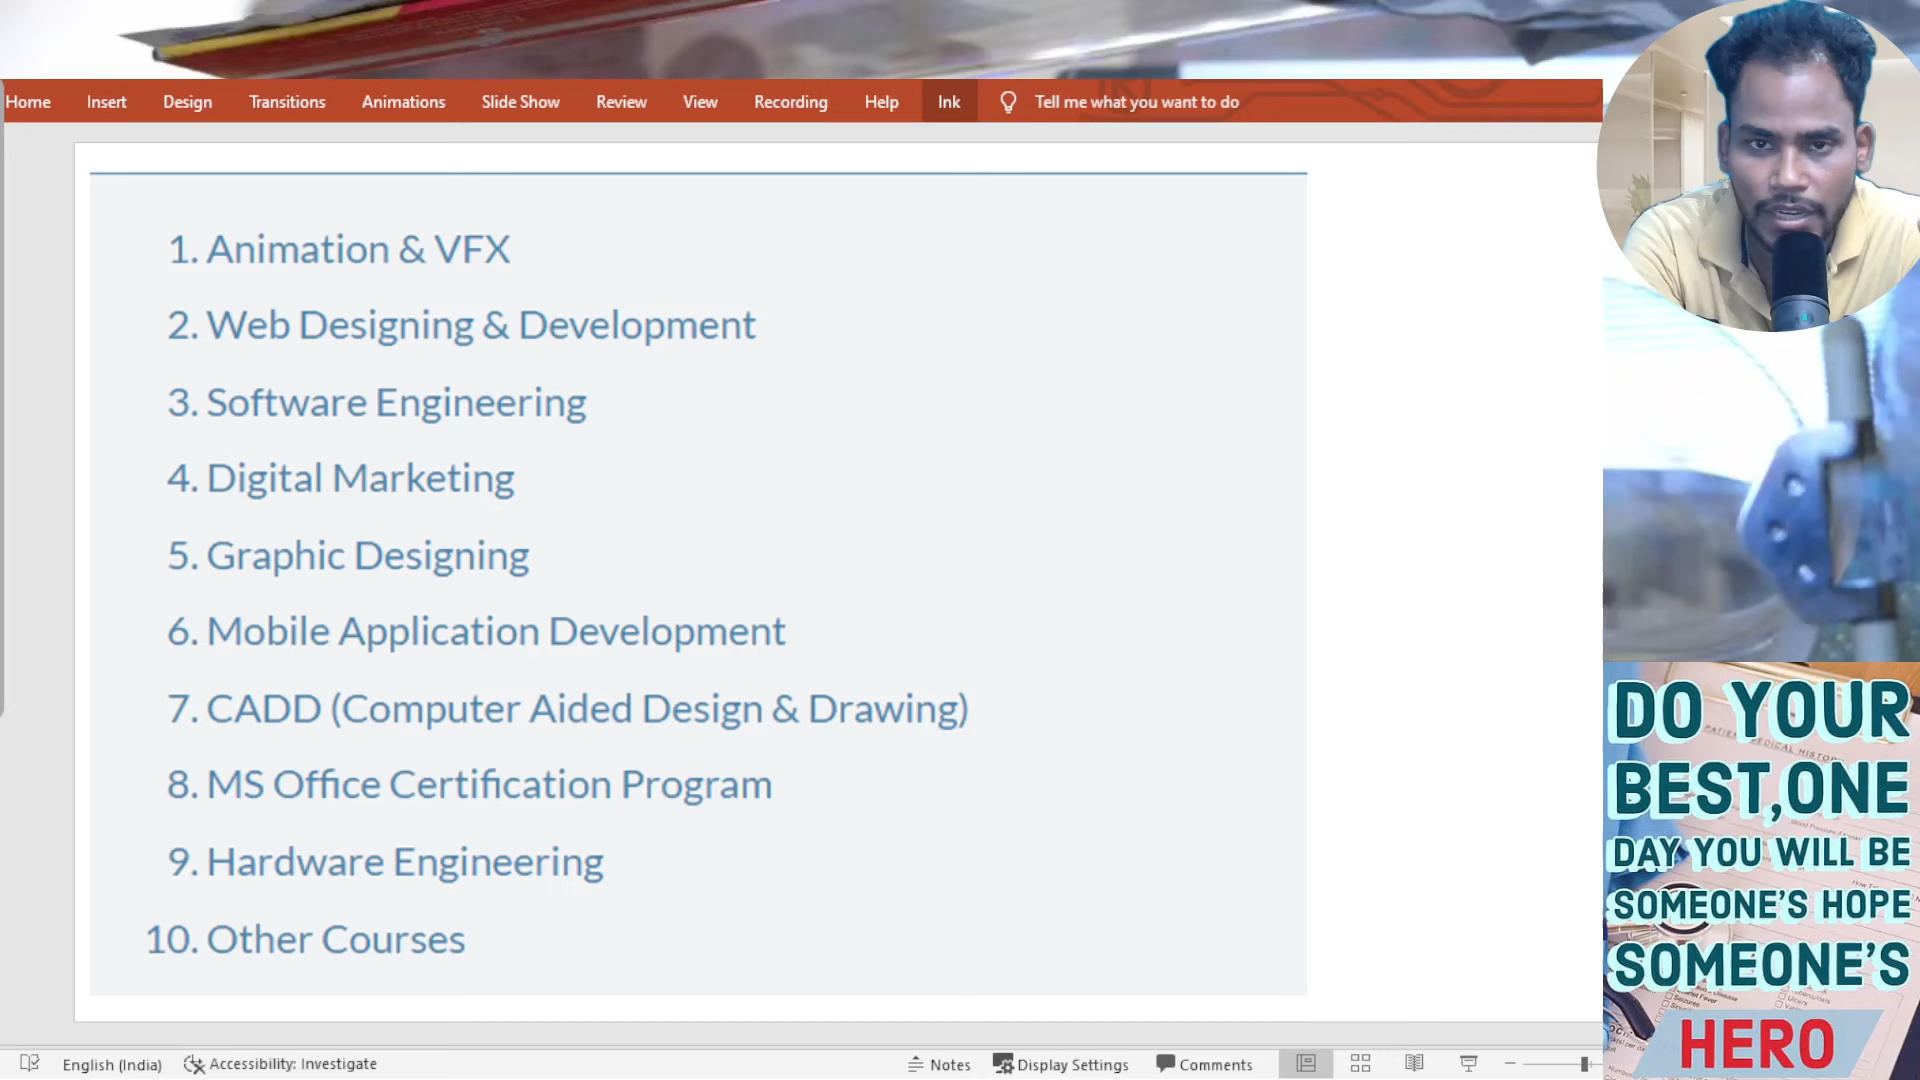 Home Insert Design Transitions Animations Slide Show Review View Recording Help Ink Tell me what you want to do
1. Animation & VFX
2. Web Designing & Development
3. Software Engineering
4. Digital Marketing
5. Graphic Designing
6. Mobile Application Development
7. CADD (Computer Aided Design & Drawing)
8. MS Office Certification Program
9. Hardware Engineering
10. Other Courses
DO YOUR
BEST,ONE
DAY YOU WILL BE
SOMEONE'S HOPE
SOMEONE'S
HERO
English (India) Accessibility: Investigate Notes Display Settings Comments